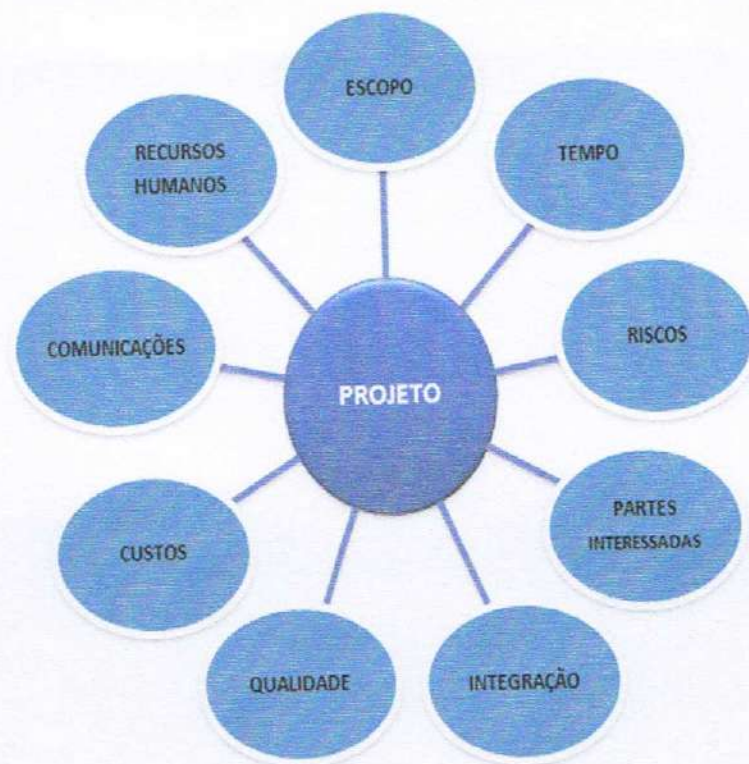 ESCOPO
TEMPO
RECURSOS
HUMANOS
RISCOS
COMUNICAÇÕES
PROJETO
PARTES
INTERESSADAS
CUSTOS
QUALIDADE
INTEGRAÇÃO